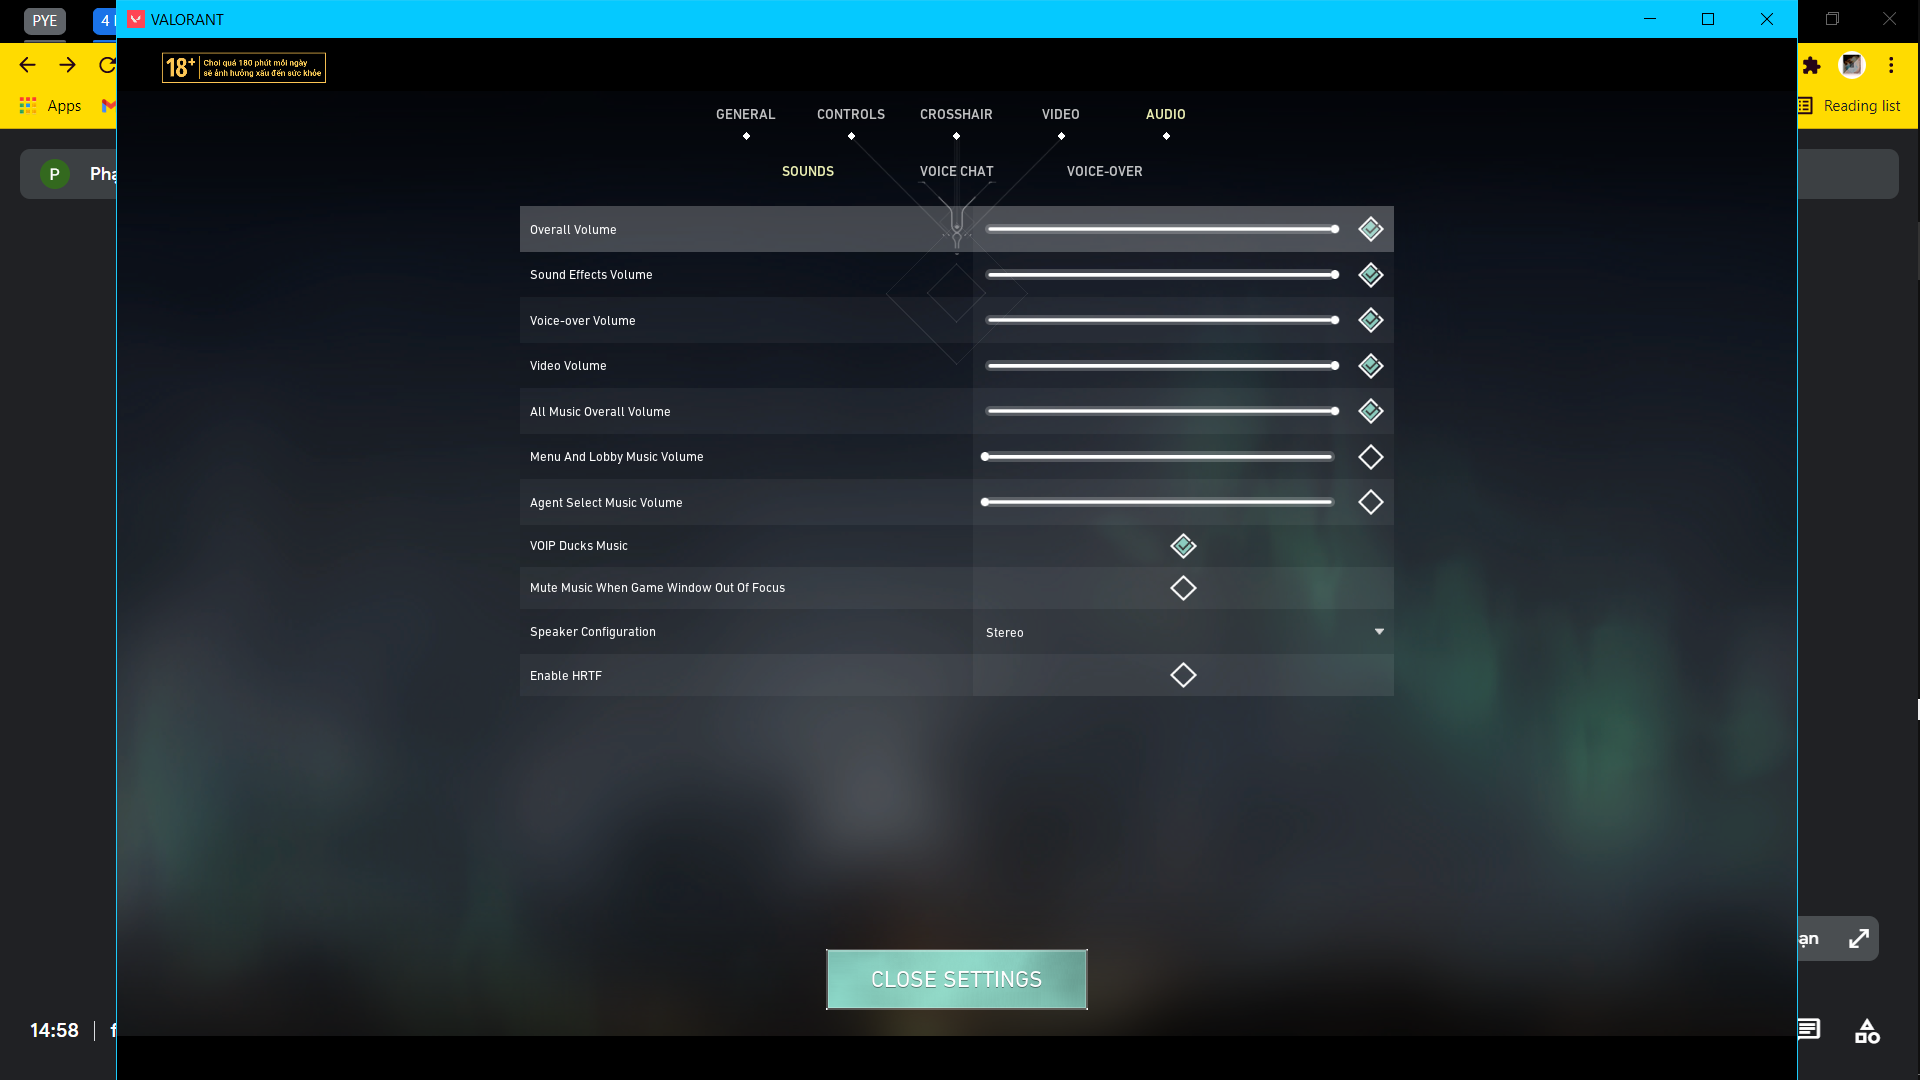 PYE
4
VALORANT
18+
Chơi quá 180 phút mỗi ngày
sẽ ảnh hưởng xấu đến sức khỏe
Apps
Reading list
GENERAL
CONTROLS
CROSSHAIR
VIDEO
AUDIO
P
Phạ
SOUNDS
VOICE CHAT
VOICE-OVER
Overall Volume
Sound Effects Volume
Voice-over Volume
Video Volume
All Music Overall Volume
Menu And Lobby Music Volume
Agent Select Music Volume
VOIP Ducks Music
Mute Music When Game Window Out Of Focus
Speaker Configuration
Stereo
Enable HRTF
ạn
CLOSE SETTINGS
14:58
f